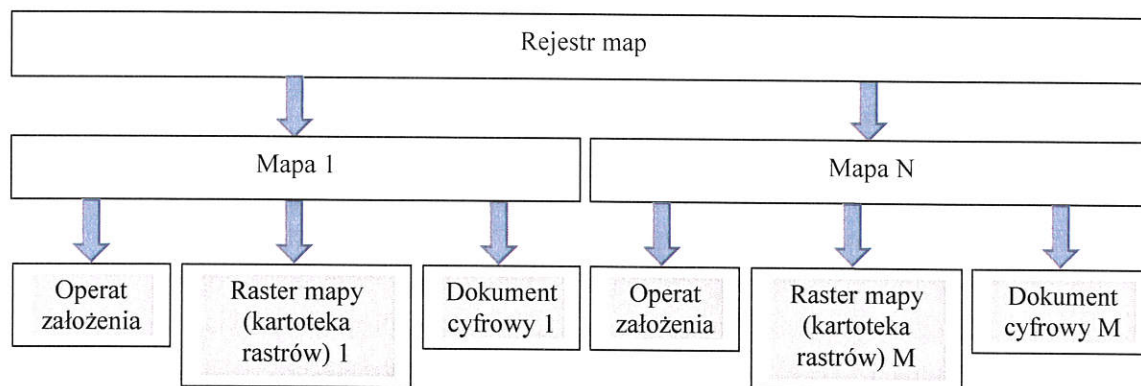 Rejestr map
Mapa 1
Mapa N
Operat
założenia
Raster mapy
(kartoteka
rastrów) 1
Dokument
cyfrowy 1
Operat
założenia
Raster mapy
(kartoteka
rastrów) M
Dokument
cyfrowy M